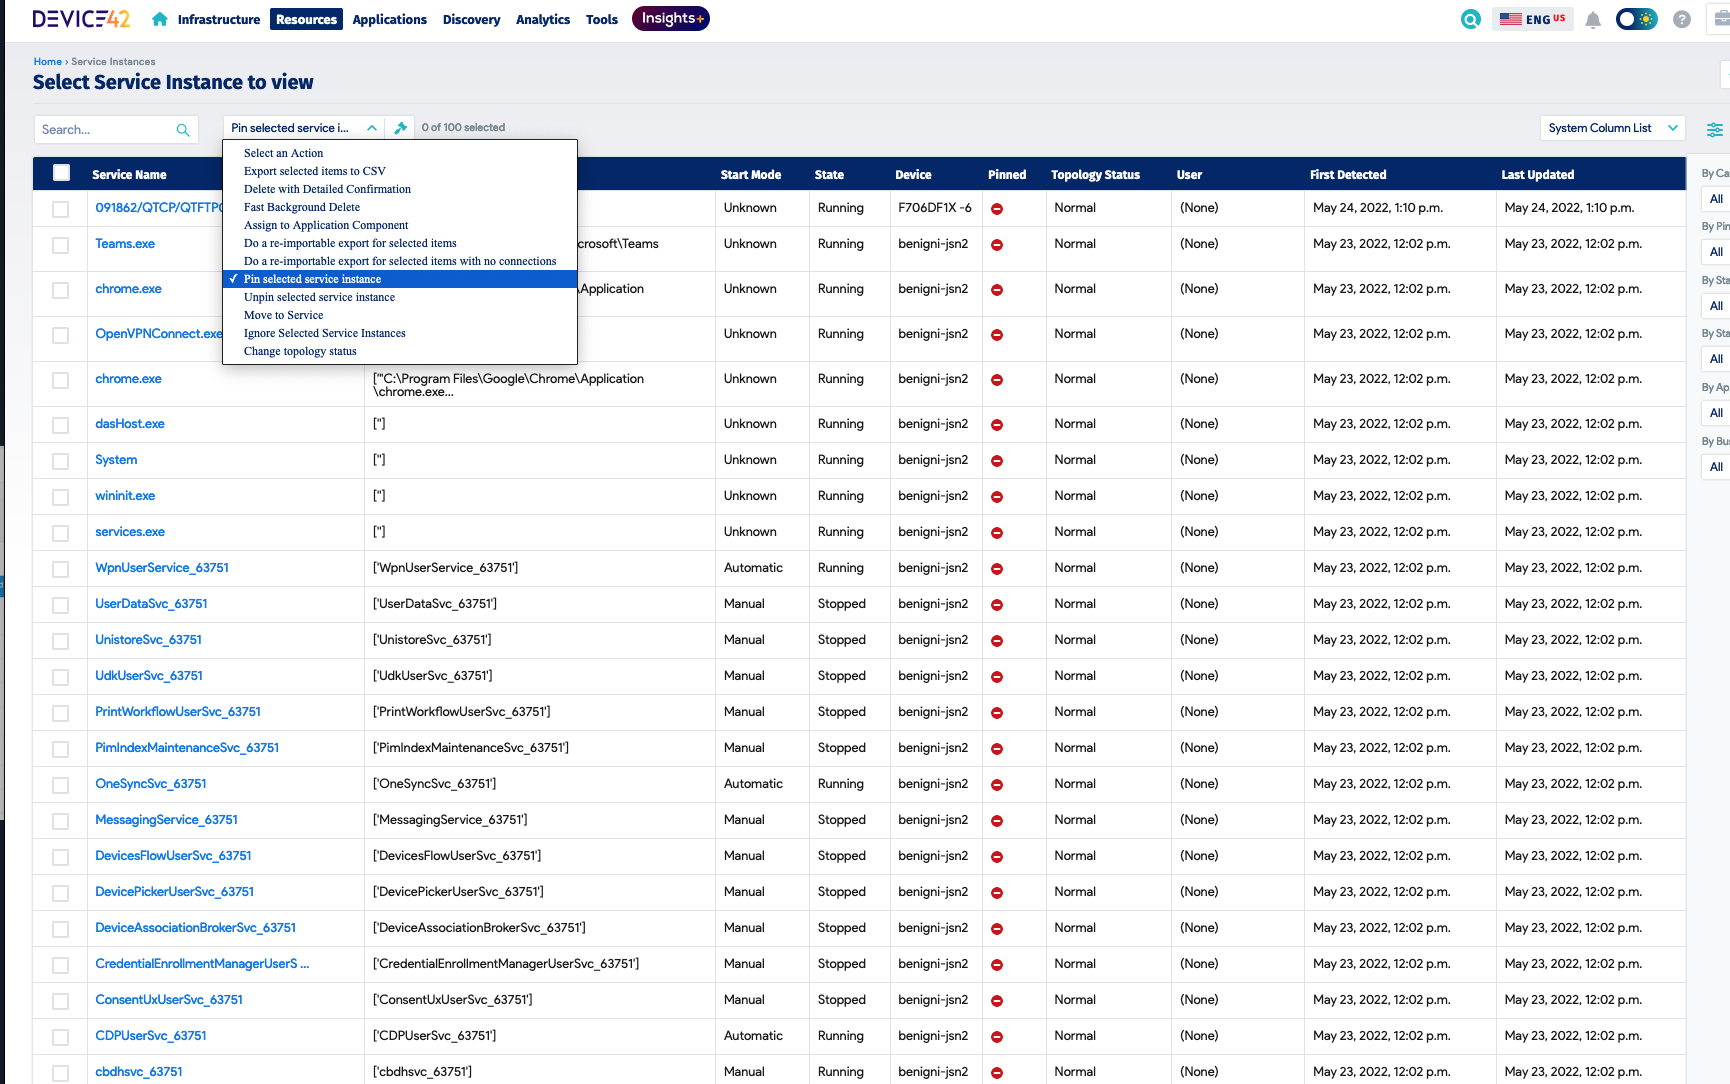 DEVICE42 Infrastructure Resources Applications Discovery Analytics Tools Insights+ ENG US
Home › Service Instances
Select Service Instance to view
Search... Pin selected service i... 0 of 100 selected System Column List
Select an Action
Export selected items to CSV
Delete with Detailed Confirmation
Fast Background Delete
Assign to Application Component
Do a re-importable export for selected items
Do a re-importable export for selected items with no connections
✓ Pin selected service instance
Unpin selected service instance
Move to Service
Ignore Selected Service Instances
Change topology status
Service Name Start Mode State Device Pinned Topology Status User First Detected Last Updated
091862/QTCP/QTFTP Unknown Running F706DF1X -6 Normal (None) May 24, 2022, 1:10 p.m. May 24, 2022, 1:10 p.m.
Teams.exe crosoft\Teams Unknown Running benigni-jsn2 Normal (None) May 23, 2022, 12:02 p.m. May 23, 2022, 12:02 p.m.
chrome.exe \Application Unknown Running benigni-jsn2 Normal (None) May 23, 2022, 12:02 p.m. May 23, 2022, 12:02 p.m.
OpenVPNConnect.exe Unknown Running benigni-jsn2 Normal (None) May 23, 2022, 12:02 p.m. May 23, 2022, 12:02 p.m.
chrome.exe ['"C:\Program Files\Google\Chrome\Application Unknown Running benigni-jsn2 Normal (None) May 23, 2022, 12:02 p.m. May 23, 2022, 12:02 p.m.
\chrome.exe...
dasHost.exe [''] Unknown Running benigni-jsn2 Normal (None) May 23, 2022, 12:02 p.m. May 23, 2022, 12:02 p.m.
System [''] Unknown Running benigni-jsn2 Normal (None) May 23, 2022, 12:02 p.m. May 23, 2022, 12:02 p.m.
wininit.exe [''] Unknown Running benigni-jsn2 Normal (None) May 23, 2022, 12:02 p.m. May 23, 2022, 12:02 p.m.
services.exe [''] Unknown Running benigni-jsn2 Normal (None) May 23, 2022, 12:02 p.m. May 23, 2022, 12:02 p.m.
WpnUserService_63751 ['WpnUserService_63751'] Automatic Running benigni-jsn2 Normal (None) May 23, 2022, 12:02 p.m. May 23, 2022, 12:02 p.m.
UserDataSvc_63751 ['UserDataSvc_63751'] Manual Stopped benigni-jsn2 Normal (None) May 23, 2022, 12:02 p.m. May 23, 2022, 12:02 p.m.
UnistoreSvc_63751 ['UnistoreSvc_63751'] Manual Stopped benigni-jsn2 Normal (None) May 23, 2022, 12:02 p.m. May 23, 2022, 12:02 p.m.
UdkUserSvc_63751 ['UdkUserSvc_63751'] Manual Stopped benigni-jsn2 Normal (None) May 23, 2022, 12:02 p.m. May 23, 2022, 12:02 p.m.
PrintWorkflowUserSvc_63751 ['PrintWorkflowUserSvc_63751'] Manual Stopped benigni-jsn2 Normal (None) May 23, 2022, 12:02 p.m. May 23, 2022, 12:02 p.m.
PimIndexMaintenanceSvc_63751 ['PimIndexMaintenanceSvc_63751'] Manual Stopped benigni-jsn2 Normal (None) May 23, 2022, 12:02 p.m. May 23, 2022, 12:02 p.m.
OneSyncSvc_63751 ['OneSyncSvc_63751'] Automatic Running benigni-jsn2 Normal (None) May 23, 2022, 12:02 p.m. May 23, 2022, 12:02 p.m.
MessagingService_63751 ['MessagingService_63751'] Manual Stopped benigni-jsn2 Normal (None) May 23, 2022, 12:02 p.m. May 23, 2022, 12:02 p.m.
DevicesFlowUserSvc_63751 ['DevicesFlowUserSvc_63751'] Manual Stopped benigni-jsn2 Normal (None) May 23, 2022, 12:02 p.m. May 23, 2022, 12:02 p.m.
DevicePickerUserSvc_63751 ['DevicePickerUserSvc_63751'] Manual Stopped benigni-jsn2 Normal (None) May 23, 2022, 12:02 p.m. May 23, 2022, 12:02 p.m.
DeviceAssociationBrokerSvc_63751 ['DeviceAssociationBrokerSvc_63751'] Manual Stopped benigni-jsn2 Normal (None) May 23, 2022, 12:02 p.m. May 23, 2022, 12:02 p.m.
CredentialEnrollmentManagerUserS ... ['CredentialEnrollmentManagerUserSvc_63751'] Manual Stopped benigni-jsn2 Normal (None) May 23, 2022, 12:02 p.m. May 23, 2022, 12:02 p.m.
ConsentUxUserSvc_63751 ['ConsentUxUserSvc_63751'] Manual Stopped benigni-jsn2 Normal (None) May 23, 2022, 12:02 p.m. May 23, 2022, 12:02 p.m.
CDPUserSvc_63751 ['CDPUserSvc_63751'] Automatic Running benigni-jsn2 Normal (None) May 23, 2022, 12:02 p.m. May 23, 2022, 12:02 p.m.
cbdhsvc_63751 ['cbdhsvc_63751'] Manual Running benigni-jsn2 Normal (None) May 23, 2022, 12:02 p.m. May 23, 2022, 12:02 p.m.
By Ca
All
By Pin
All
By Sta
All
By Sta
All
By Ap
All
By Bus
All